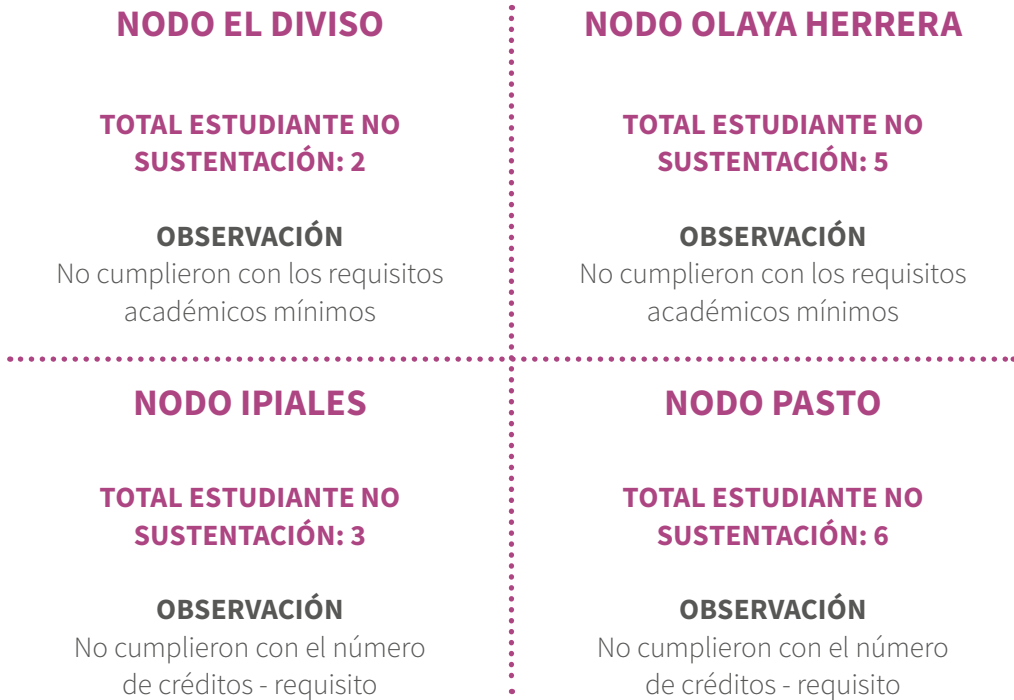 NODO EL DIVISO
TOTAL ESTUDIANTE NO
SUSTENTACIÓN: 2
OBSERVACIÓN
No cumplieron con los requisitos
académicos mínimos
NODO OLAYA HERRERA
TOTAL ESTUDIANTE NO
SUSTENTACIÓN: 5
OBSERVACIÓN
No cumplieron con los requisitos
académicos mínimos
NODO IPIALES
TOTAL ESTUDIANTE NO
SUSTENTACIÓN: 3
OBSERVACIÓN
No cumplieron con el número
de créditos - requisito
NODO PASTO
TOTAL ESTUDIANTE NO
SUSTENTACIÓN: 6
OBSERVACIÓN
No cumplieron con el número
de créditos - requisito